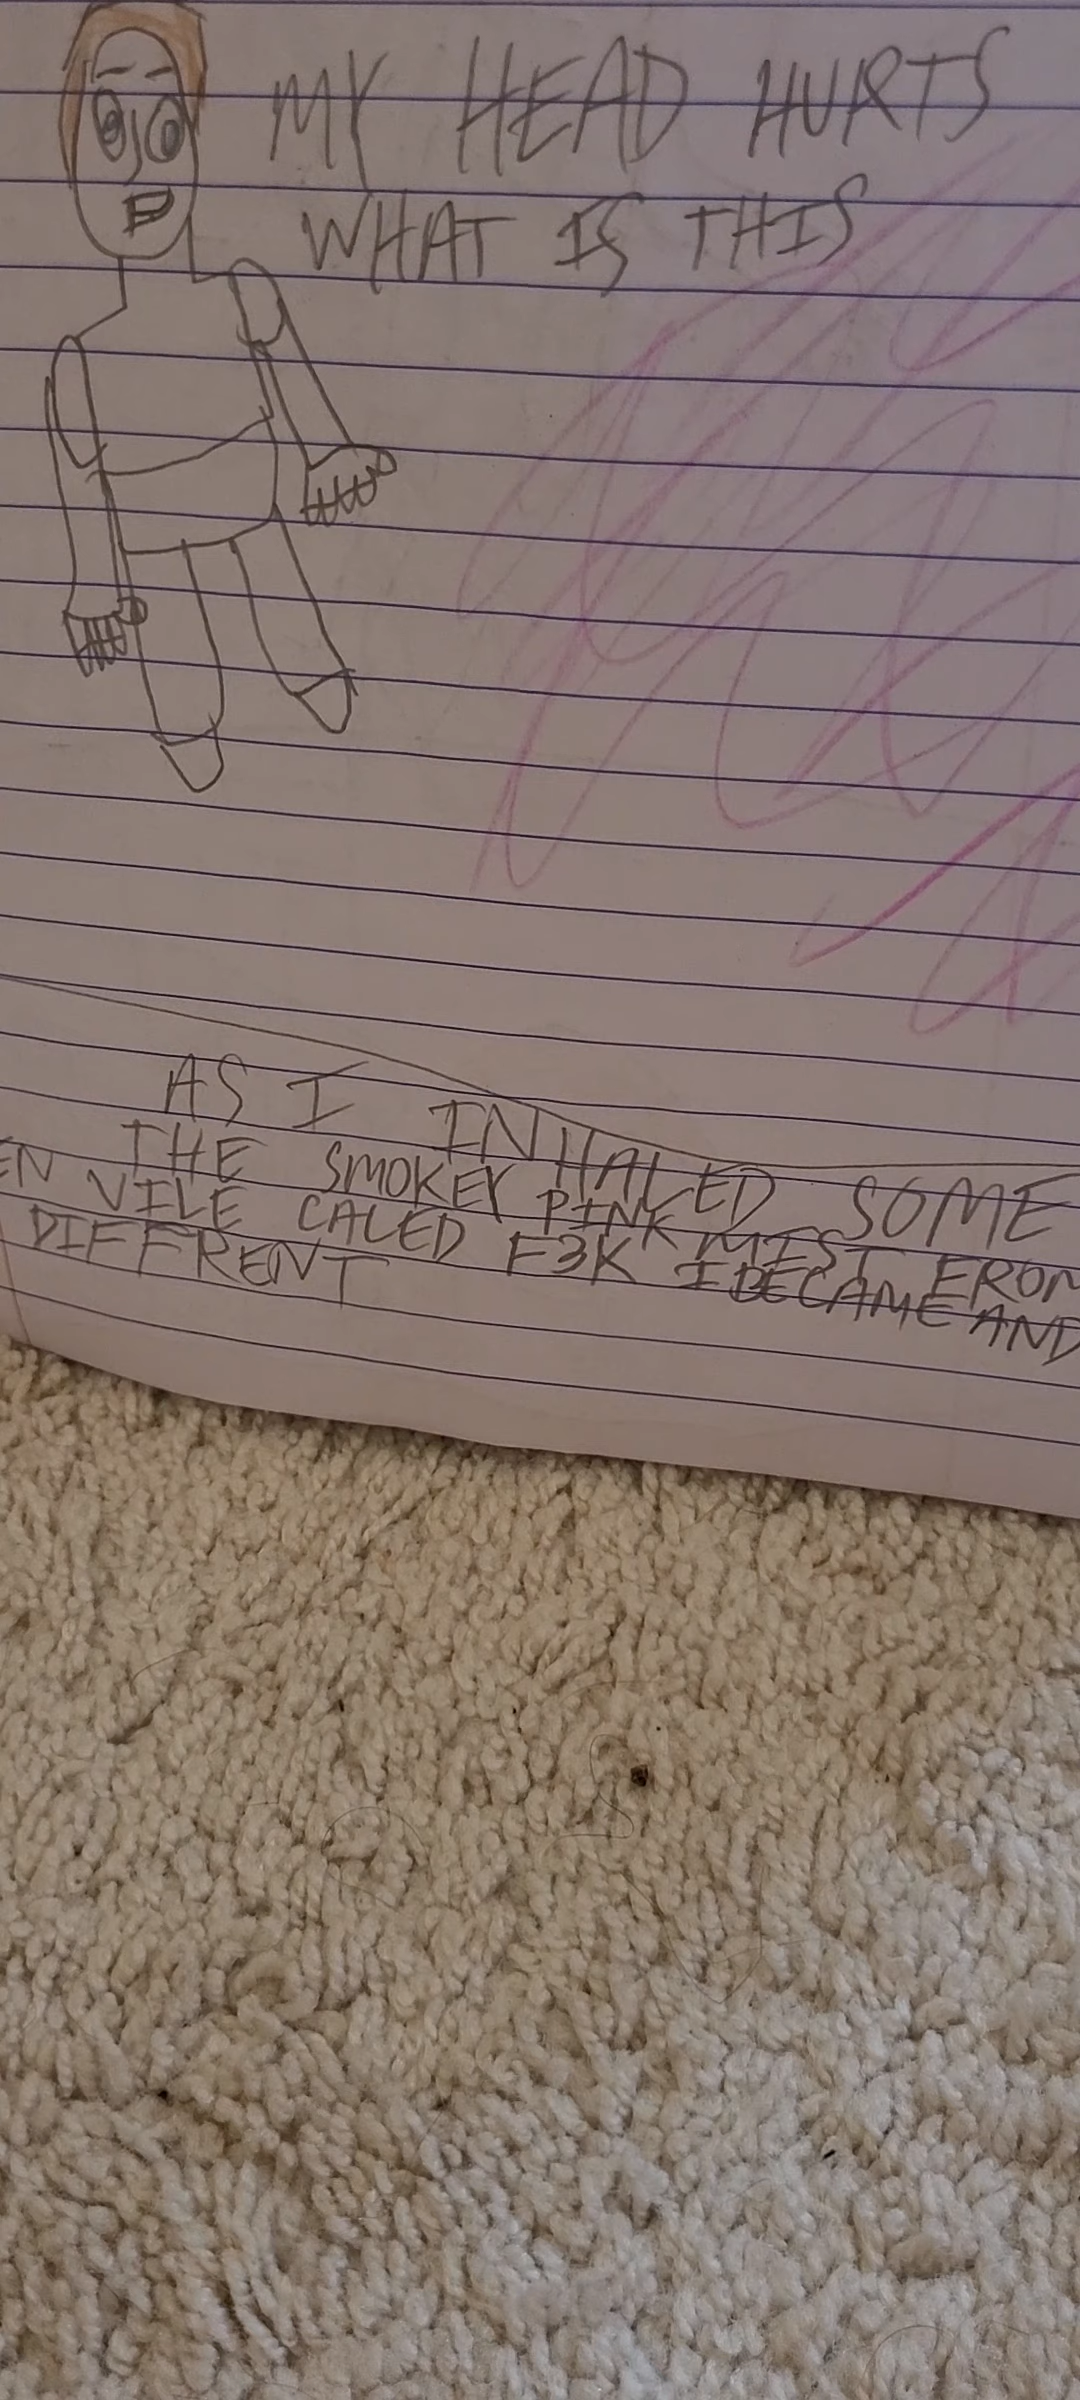 MY HEAD HURTS
WHAT IS THIS
AS I INHALED SOME
THE SMOKEY PINK MIST FROM
EN VILE CALED F3K I BECAME AND
DIFFRENT